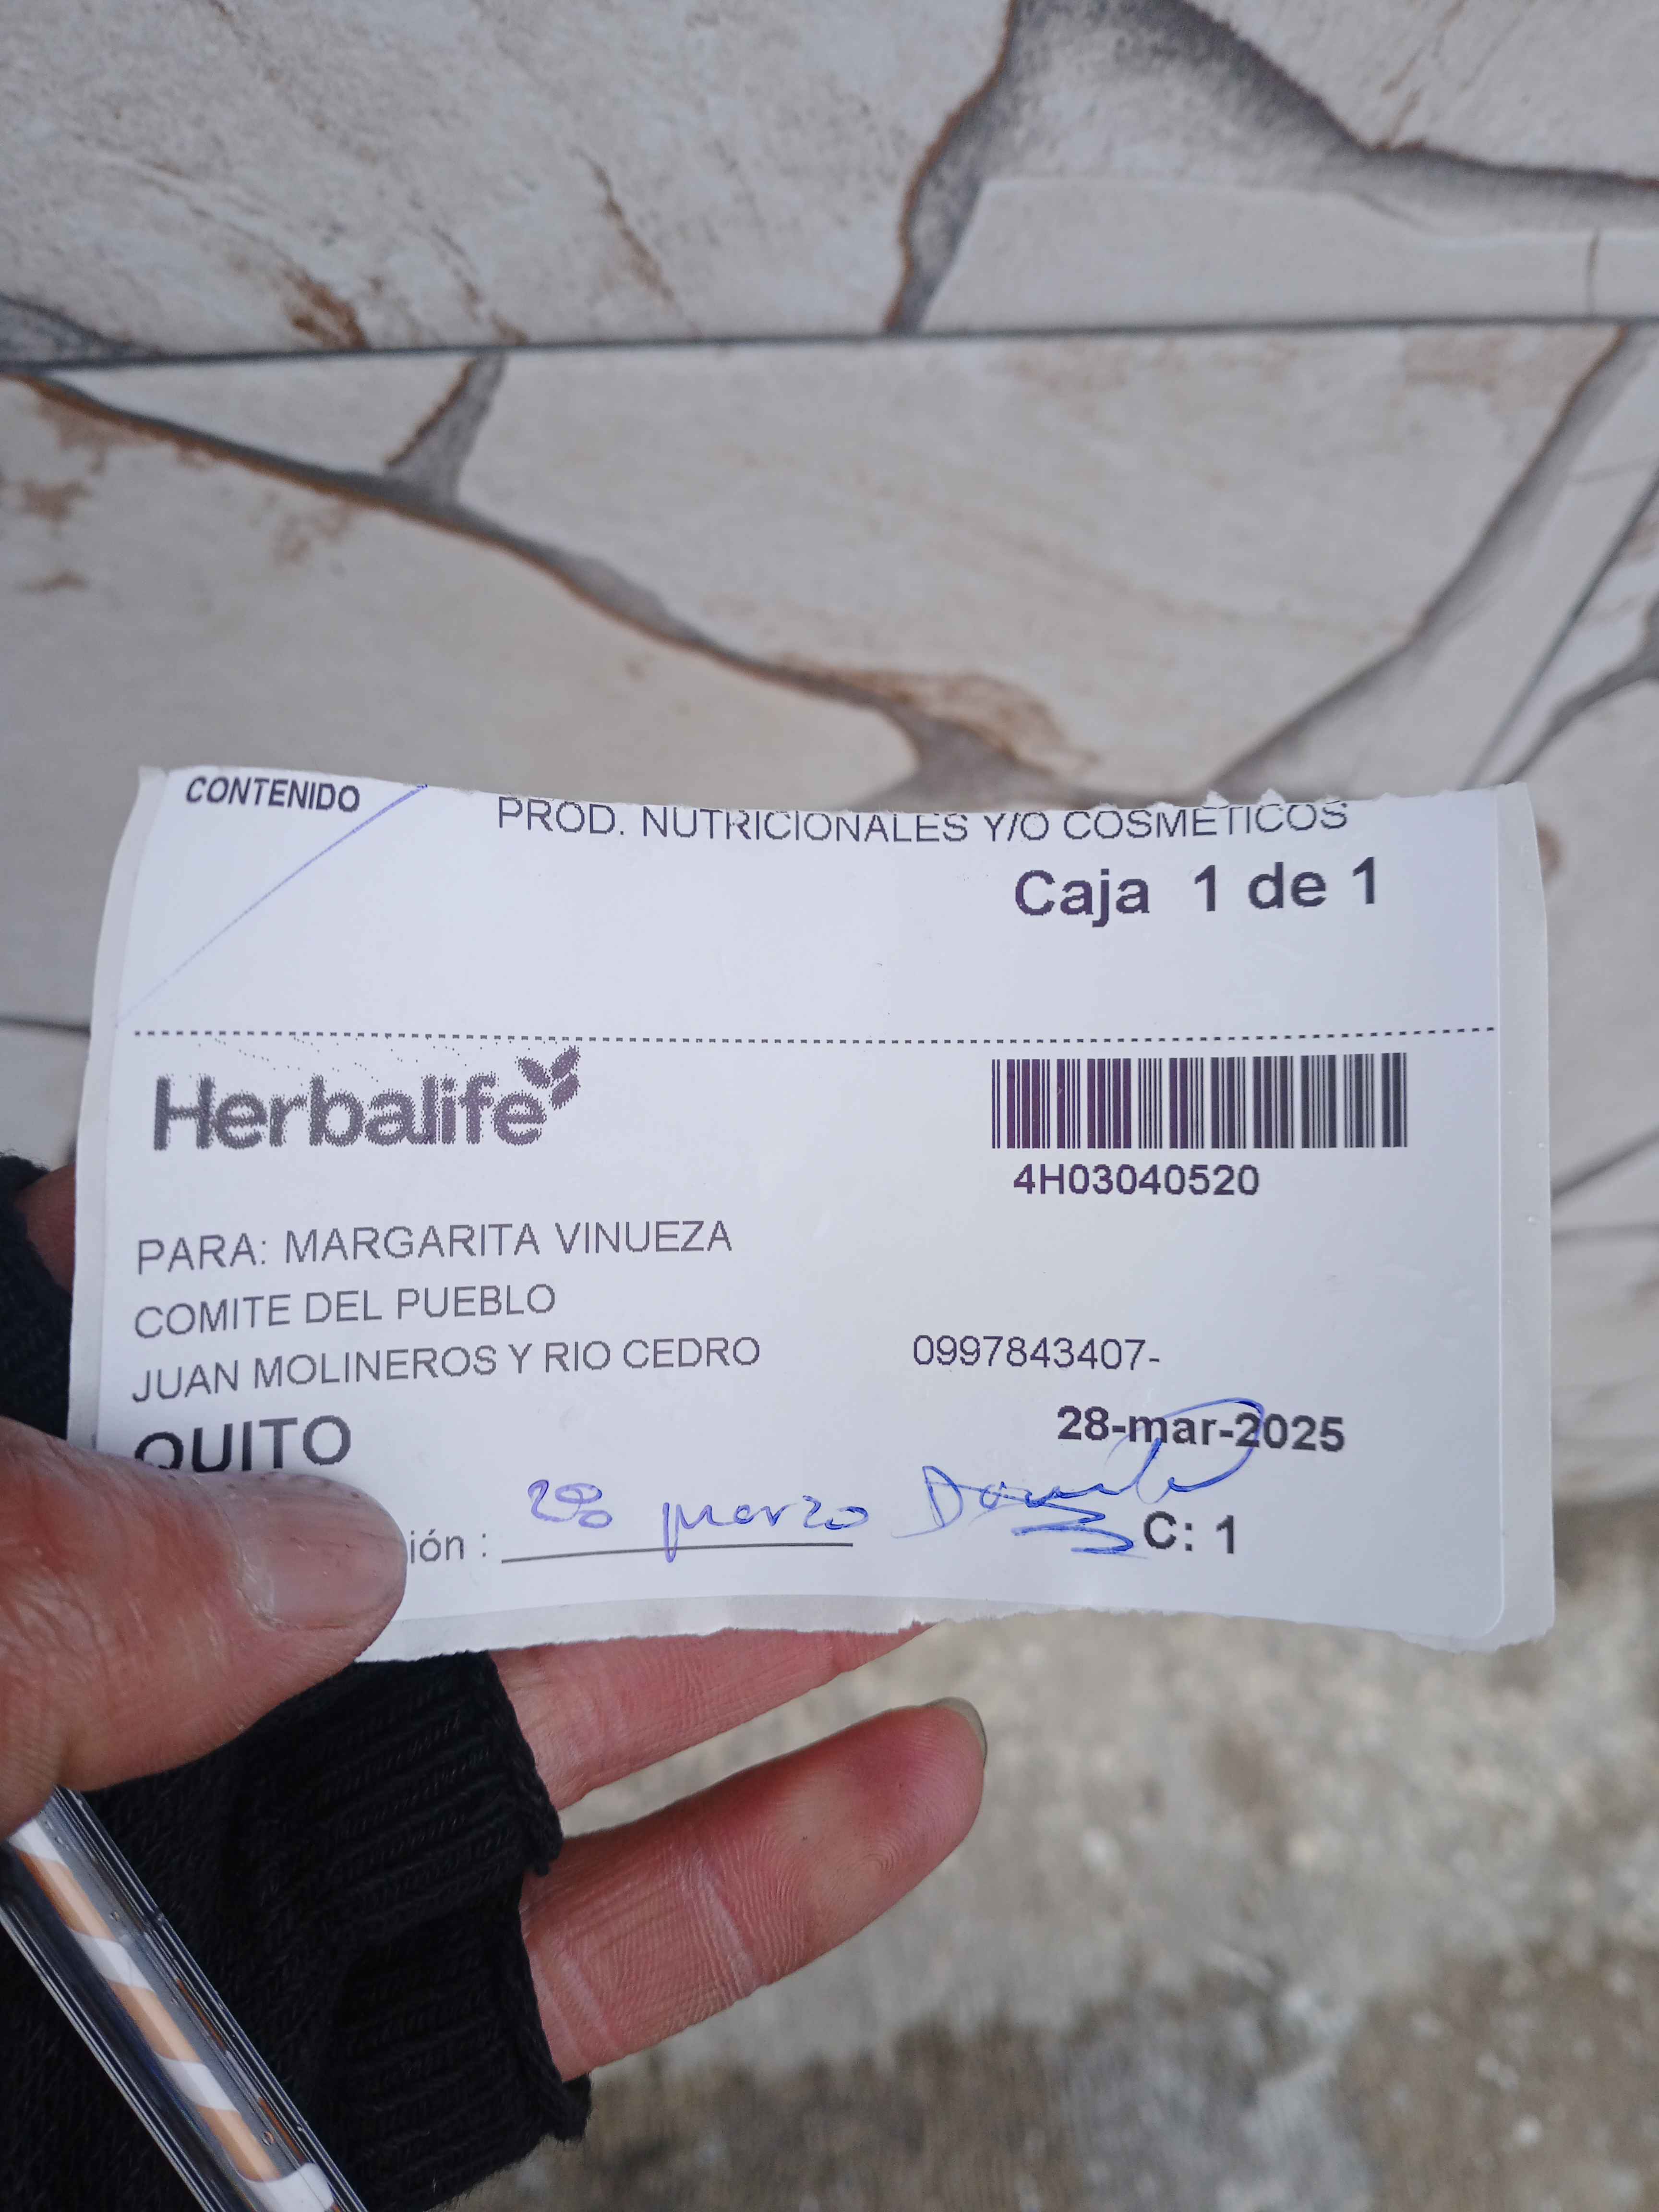 CONTENIDO PROD. NUTRICIONALES Y/O COSMETICOS
Caja 1 de 1
Herbalife
4H03040520
PARA: MARGARITA VINUEZA
COMITE DEL PUEBLO
JUAN MOLINEROS Y RIO CEDRO 0997843407-
QUITO 28-mar-2025
ión : 28 marzo
C: 1